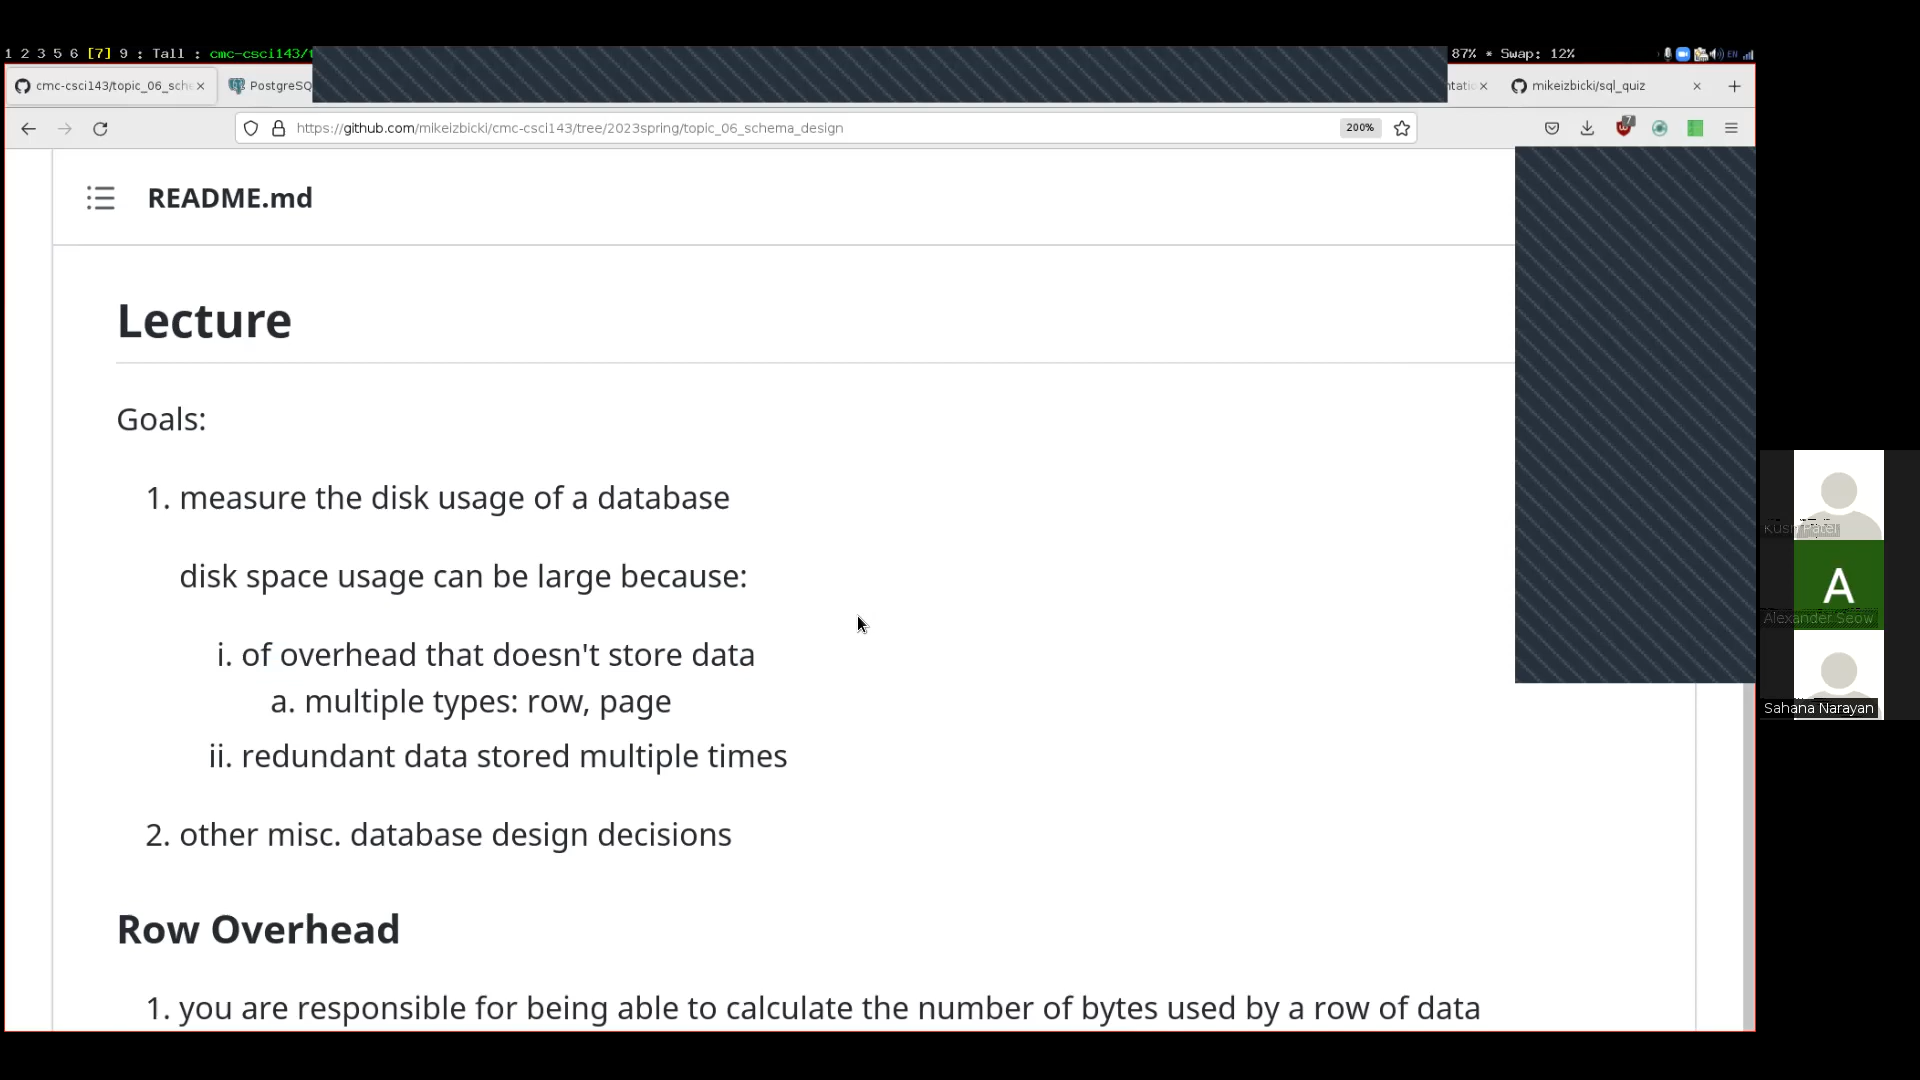 1 2 3 5 6 [7] 9 : Tall : cmc-csci143/t
87% * Swap: 12%
EN
cmc-csci143/topic_06_sche
PostgreSQ
mikeizbicki/sql_quiz
https://github.com/mikeizbicki/cmc-csci143/tree/2023spring/topic_06_schema_design
200%
7
README.md
Lecture
Goals:
1. measure the disk usage of a database
disk space usage can be large because:
i. of overhead that doesn't store data
a. multiple types: row, page
ii. redundant data stored multiple times
2. other misc. database design decisions
Row Overhead
1. you are responsible for being able to calculate the number of bytes used by a row of data
Patel
A
Alexander Seow
Sahana Narayan